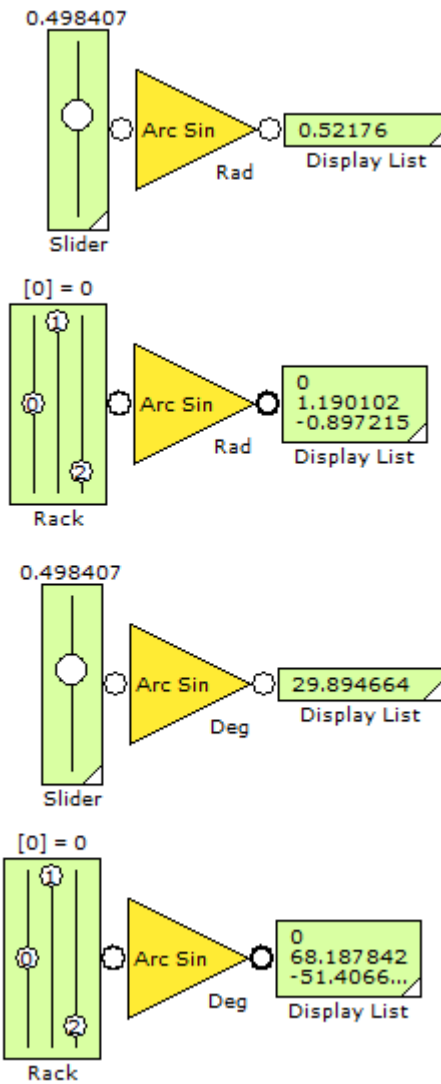 0.498407
Arc Sin
0.52176
Rad
Display List
Slider
[0] = 0
1
0
Arc Sin
0
1.190102
-0.897215
2
Rad
Display List
Rack
0.498407
Arc Sin
29.894664
Deg
Display List
Slider
[0] = 0
1
0
Arc Sin
0
68.187842
-51.4066...
2
Deg
Display List
Rack